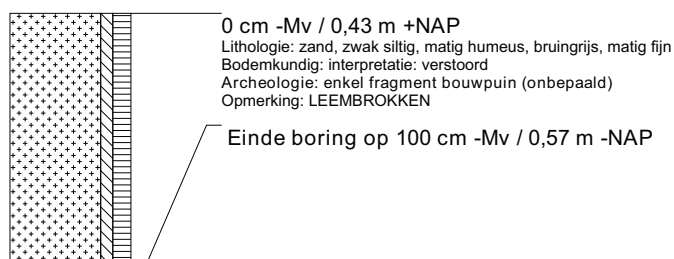 0 cm -Mv / 0,43 m +NAP
Lithologie: zand, zwak siltig, matig humeus, bruingrijs, matig fijn
Bodemkundig: interpretatie: verstoord
Archeologie: enkel fragment bouwpuin (onbepaald)
Opmerking: LEEMBROKKEN
Einde boring op 100 cm -Mv / 0,57 m -NAP